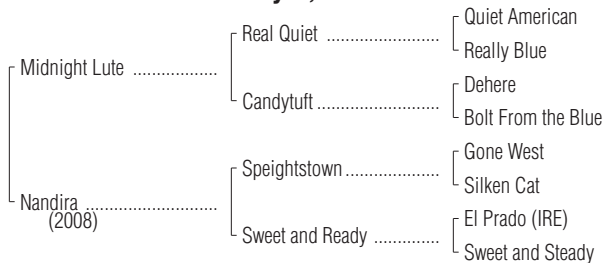 Quiet American
Real Quiet ........................
Really Blue
Midnight Lute ..................
Dehere
Candytuft ..........................
Bolt From the Blue
Gone West
Speightstown ....................
Silken Cat
Nandira ............................
(2008)
El Prado (IRE)
Sweet and Ready ..............
Sweet and Steady